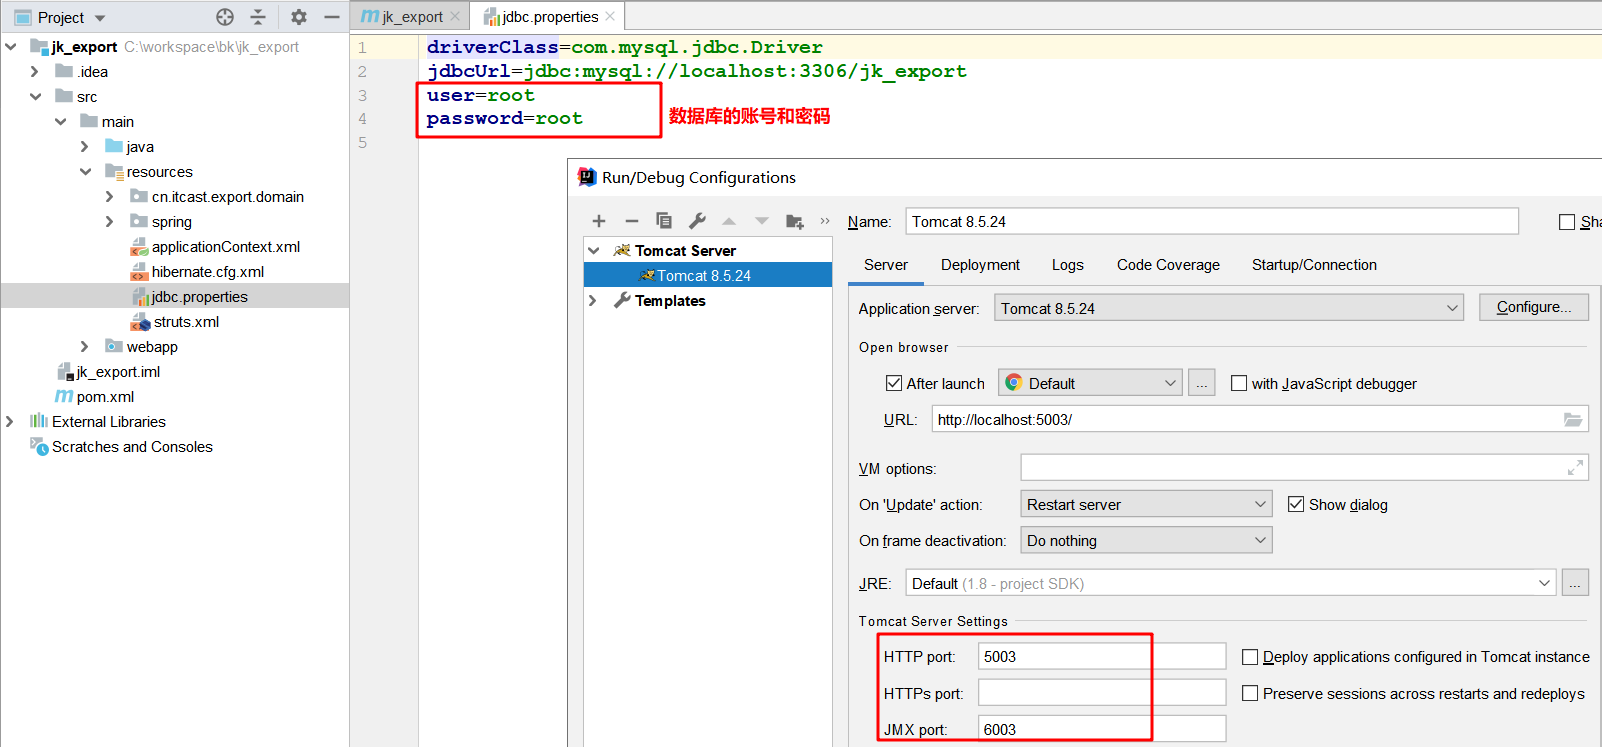 Project
jk_export C:\workspace\bk\jk_export
.idea
src
main
java
resources
cn.itcast.export.domain
spring
applicationContext.xml
hibernate.cfg.xml
jdbc.properties
struts.xml
webapp
jk_export.iml
pom.xml
External Libraries
Scratches and Consoles
jk_export
jdbc.properties
1 driverClass=com.mysql.jdbc.Driver
2 jdbcUrl=jdbc:mysql://localhost:3306/jk_export
3 user=root
4 password=root
5
数据库的账号和密码
Run/Debug Configurations
Tomcat Server
Tomcat 8.5.24
Templates
Name: Tomcat 8.5.24 Sha
Server Deployment Logs Code Coverage Startup/Connection
Application server: Tomcat 8.5.24 Configure...
Open browser
After launch Default ... with JavaScript debugger
URL: http://localhost:5003/
VM options:
On 'Update' action: Restart server Show dialog
On frame deactivation: Do nothing
JRE: Default (1.8 - project SDK) ...
Tomcat Server Settings
HTTP port: 5003 Deploy applications configured in Tomcat instance
HTTPs port: Preserve sessions across restarts and redeploys
JMX port: 6003